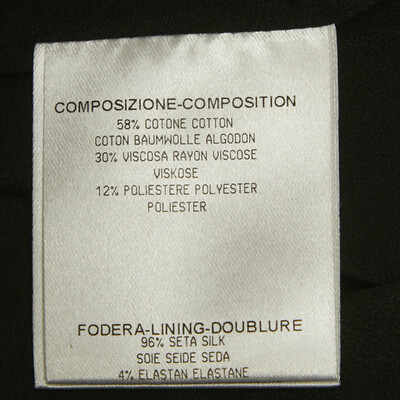 COMPOSIZIONE-COMPOSITION
58% COTONE COTTON
COTON BAUMWOLLE ALGODON
30% VISCOSA RAYON VISCOSE
VISKOSE
12% POLIESTERE POLYESTER
POLIESTER
FODERA-LINING-DOUBLURE
96% SETA SILK
SOIE SEIDE SEDA
4% ELASTAN ELASTANE